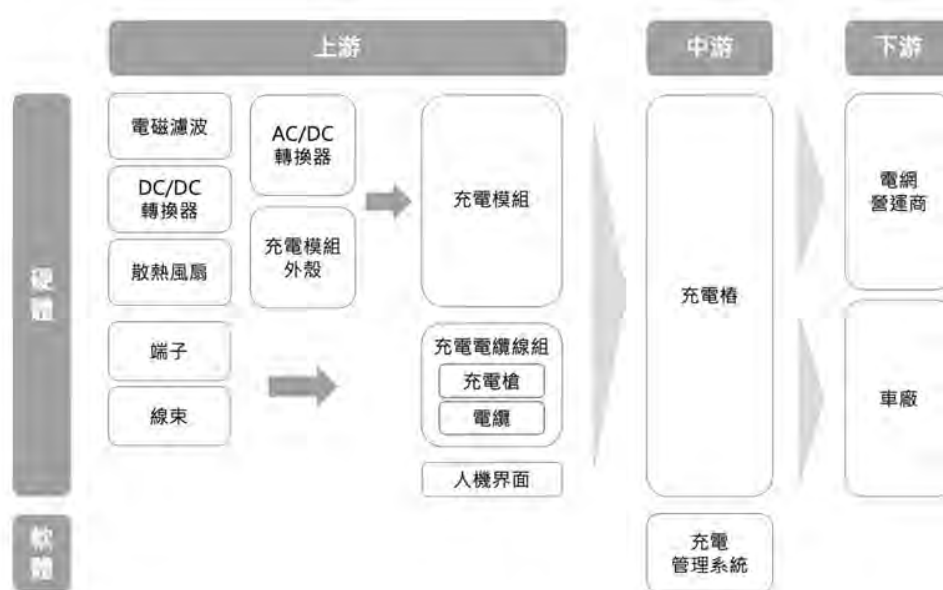 上游
中游
下游
硬體
電磁濾波
DC/DC
轉換器
散熱風扇
AC/DC
轉換器
充電模組
外殼
充電模組
端子
線束
充電電纜線組
充電槍
電纜
人機界面
充電樁
電網
營運商
車廠
軟體
充電
管理系統